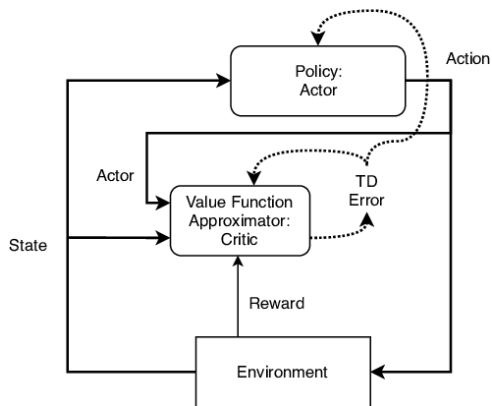 Action
Policy:
Actor
Actor
TD
Error
Value Function
Approximator:
Critic
State
Reward
Environment